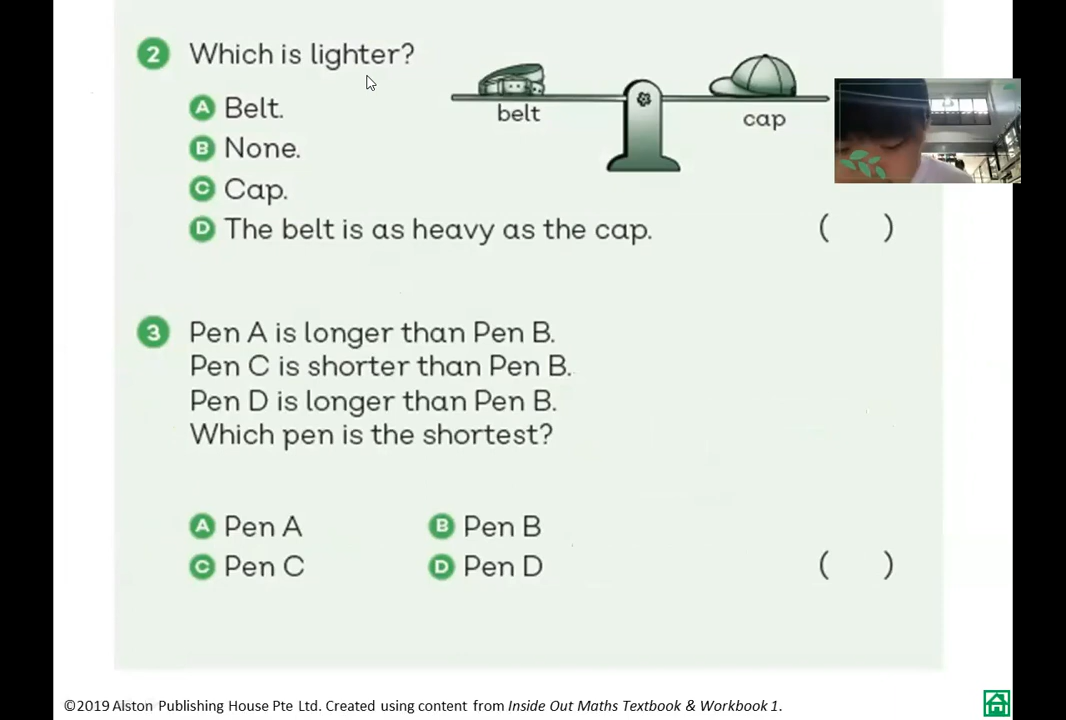 2 Which is lighter?
belt
cap
A Belt.
B None.
C Cap.
D The belt is as heavy as the cap. ( )
3 Pen A is longer than Pen B.
Pen C is shorter than Pen B.
Pen D is longer than Pen B.
Which pen is the shortest?
A Pen A B Pen B
C Pen C D Pen D ( )
©2019 Alston Publishing House Pte Ltd. Created using content from Inside Out Maths Textbook & Workbook 1.